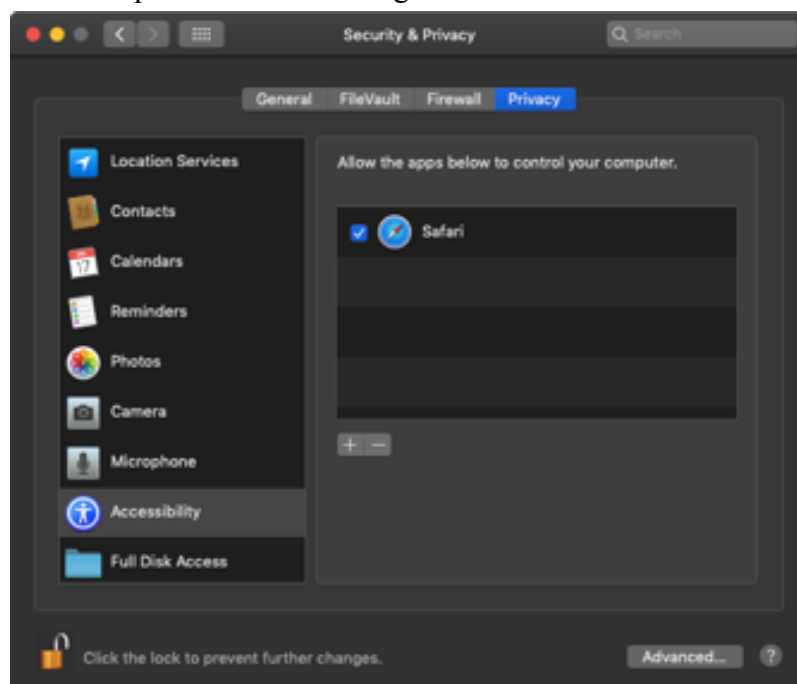 Security & Privacy
Search
General FileVault Firewall Privacy
Location Services
Contacts
Calendars
Reminders
Photos
Camera
Microphone
Accessibility
Full Disk Access
Allow the apps below to control your computer.
Safari
Click the lock to prevent further changes.
Advanced...
?